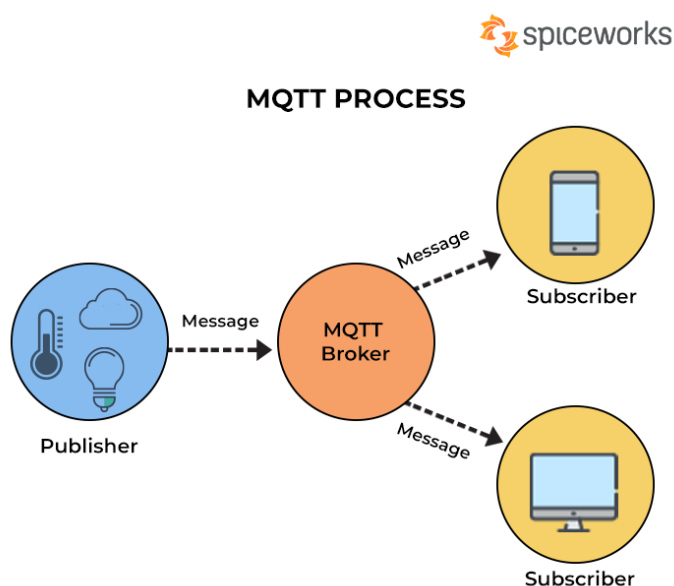 spiceworks
MQTT PROCESS
Message
Subscriber
Message
MQTT
Broker
Publisher
Message
Subscriber